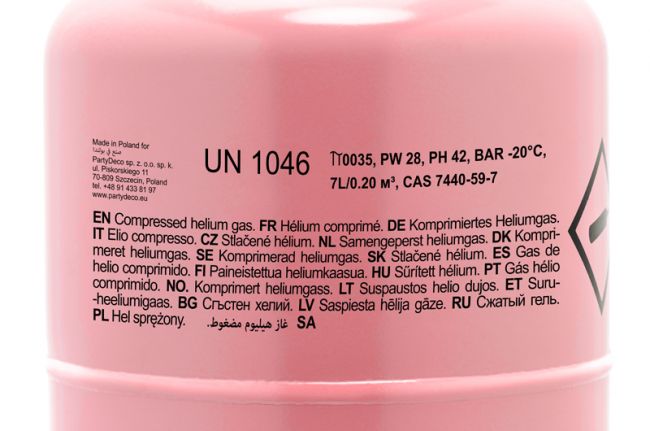 Made in Poland for
صنع في بولندا
PartyDeco sp. z. o.o. sp. k.
ul. Piskorskiego 11
70-809 Szczecin, Poland
tel. +48 91 433 81 97
www.partydeco.eu
UN 1046
π0035, PW 28, PH 42, BAR -20°C,
7L/0.20 м³, CAS 7440-59-7
EN Compressed helium gas. FR Hélium comprimé. DE Komprimiertes Heliumgas.
IT Elio compresso. CZ Stlačené hélium. NL Samengeperst heliumgas. DK Kompri-
meret heliumgas. SE Komprimerad heliumgas. SK Stlačené hélium. ES Gas de
helio comprimido. FI Paineistettua heliumkaasua. HU Sűrített hélium. PT Gás hélio
comprimido. NO. Komprimert heliumgass. LT Suspaustos helio dujos. ET Suru-
-heeliumigaas. BG Сгъстен хелий. LV Saspiesta hēlija gāze. RU Сжатый гель.
PL Hel sprężony. غاز هيليوم مضغوط. SA